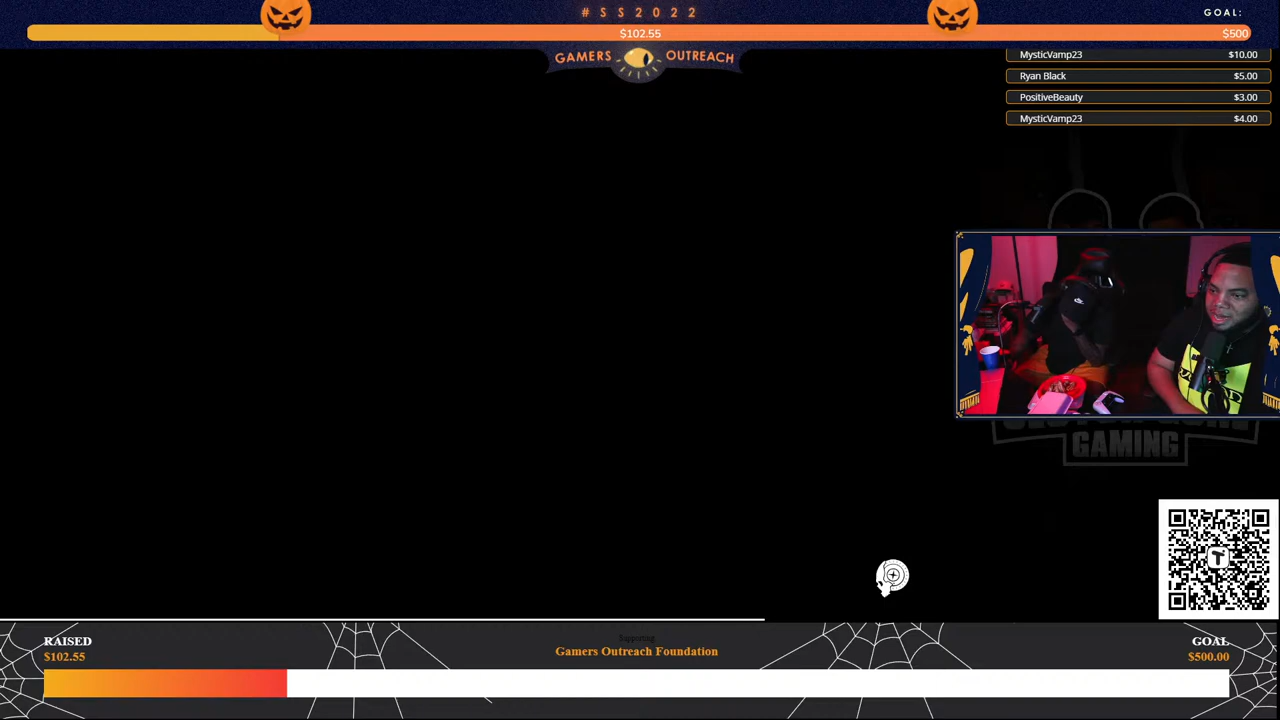 #SS2022
GOAL:
$102.55
$500
GAMERS OUTREACH
MysticVamp23 $10.00
Ryan Black $5.00
PositiveBeauty $3.00
MysticVamp23 $4.00
GAMING
RAISED
$102.55
Supporting
Gamers Outreach Foundation
GOAL
$500.00